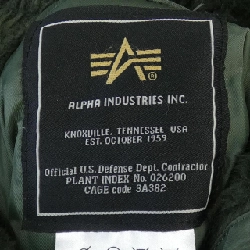 ®
ALPHA INDUSTRIES INC.
KNOXVILLE, TENNESSEE, USA
EST. OCTOBER 1959
Official U.S. Defense Dept. Contractor
PLANT INDEX No. 026200
CAGE code 3A382